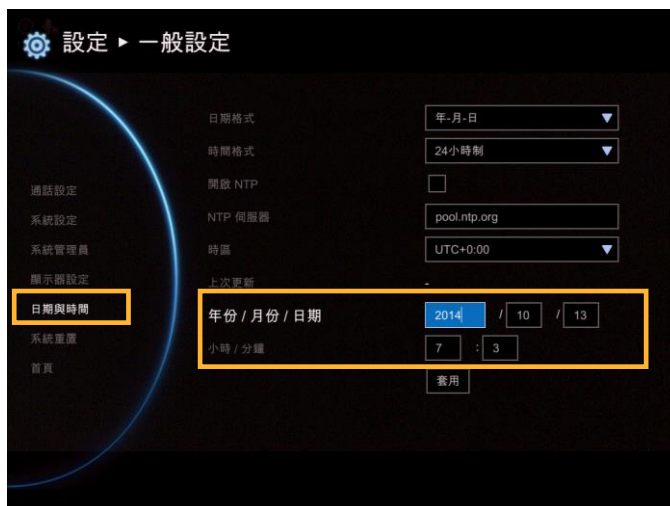 設定 ▸ 一般設定
日期格式 年-月-日
時間格式 24小時制
開啟 NTP
通話設定
NTP 伺服器 pool.ntp.org
系統設定
時區 UTC+0:00
系統管理員
上次更新 -
顯示器設定
年份 / 月份 / 日期 2014 / 10 / 13
日期與時間
小時 / 分鐘 7 : 3
系統重置
首頁
套用